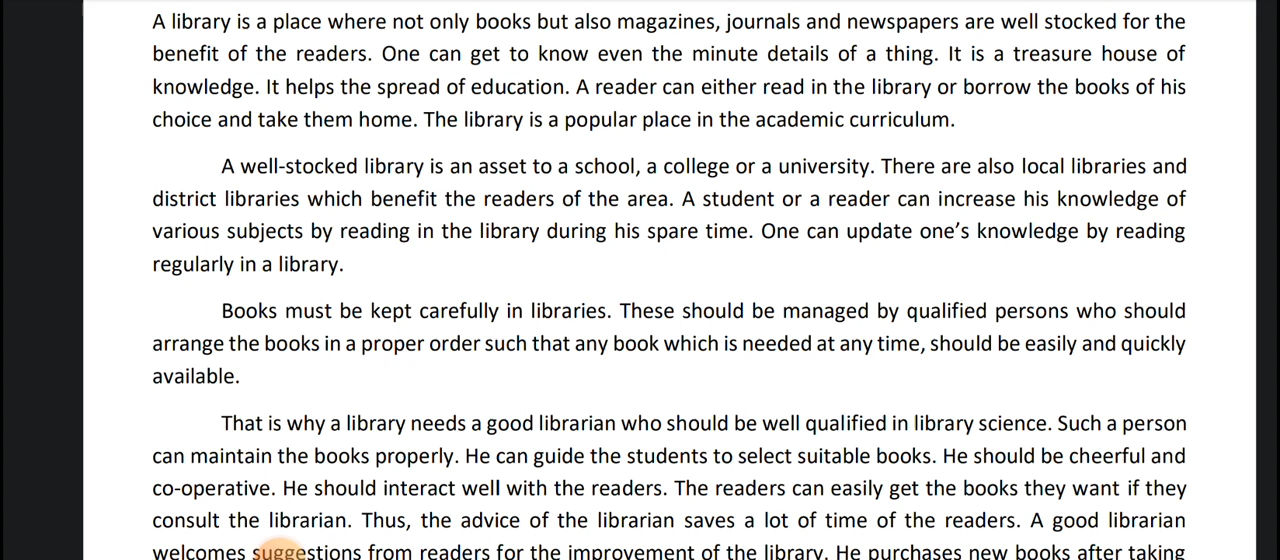 A library is a place where not only books but also magazines, journals and newspapers are well stocked for the
benefit of the readers. One can get to know even the minute details of a thing. It is a treasure house of
knowledge. It helps the spread of education. A reader can either read in the library or borrow the books of his
choice and take them home. The library is a popular place in the academic curriculum.
A well-stocked library is an asset to a school, a college or a university. There are also local libraries and
district libraries which benefit the readers of the area. A student or a reader can increase his knowledge of
various subjects by reading in the library during his spare time. One can update one’s knowledge by reading
regularly in a library.
Books must be kept carefully in libraries. These should be managed by qualified persons who should
arrange the books in a proper order such that any book which is needed at any time, should be easily and quickly
available.
That is why a library needs a good librarian who should be well qualified in library science. Such a person
can maintain the books properly. He can guide the students to select suitable books. He should be cheerful and
co-operative. He should interact well with the readers. The readers can easily get the books they want if they
consult the librarian. Thus, the advice of the librarian saves a lot of time of the readers. A good librarian
welcomes suggestions from readers for the improvement of the library. He purchases new books after taking